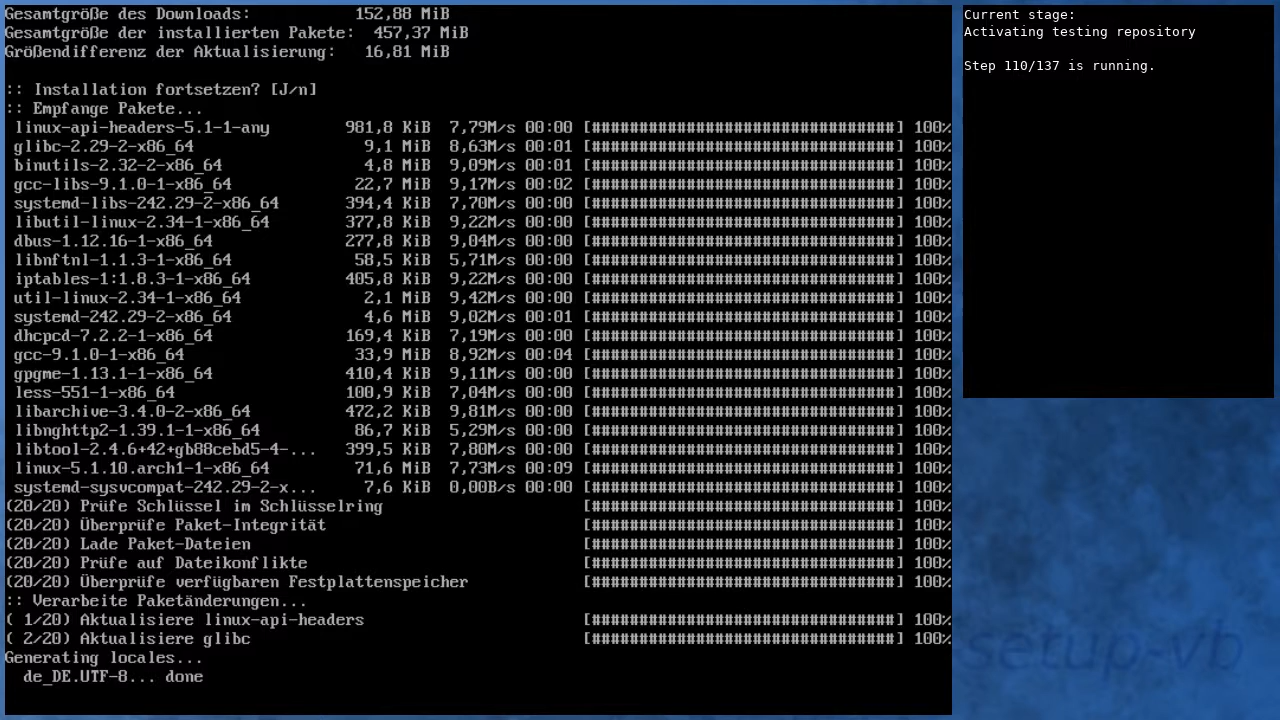 Gesamtgröße des Downloads:           152,88 MiB
Gesamtgröße der installierten Pakete:  457,37 MiB
Größendifferenz der Aktualisierung:   16,81 MiB
:: Installation fortsetzen? [J/n]
:: Empfange Pakete...
linux-api-headers-5.1-1-any        981,8 KiB  7,79M/s 00:00 [################################] 100%
glibc-2.29-2-x86_64                  9,1 MiB  8,63M/s 00:01 [################################] 100%
binutils-2.32-2-x86_64               4,8 MiB  9,09M/s 00:01 [################################] 100%
gcc-libs-9.1.0-1-x86_64             22,7 MiB  9,17M/s 00:02 [################################] 100%
systemd-libs-242.29-2-x86_64       394,4 KiB  7,70M/s 00:00 [################################] 100%
libutil-linux-2.34-1-x86_64        377,8 KiB  9,22M/s 00:00 [################################] 100%
dbus-1.12.16-1-x86_64              277,8 KiB  9,04M/s 00:00 [################################] 100%
libnftnl-1.1.3-1-x86_64             58,5 KiB  5,71M/s 00:00 [################################] 100%
iptables-1:1.8.3-1-x86_64          405,8 KiB  9,22M/s 00:00 [################################] 100%
util-linux-2.34-1-x86_64             2,1 MiB  9,42M/s 00:00 [################################] 100%
systemd-242.29-2-x86_64              4,6 MiB  9,02M/s 00:01 [################################] 100%
dhcpcd-7.2.2-1-x86_64              169,4 KiB  7,19M/s 00:00 [################################] 100%
gcc-9.1.0-1-x86_64                  33,9 MiB  8,92M/s 00:04 [################################] 100%
gpgme-1.13.1-1-x86_64              410,4 KiB  9,11M/s 00:00 [################################] 100%
less-551-1-x86_64                  100,9 KiB  7,04M/s 00:00 [################################] 100%
libarchive-3.4.0-2-x86_64          472,2 KiB  9,81M/s 00:00 [################################] 100%
libnghttp2-1.39.1-1-x86_64          86,7 KiB  5,29M/s 00:00 [################################] 100%
libtool-2.4.6+42+gb88cebd5-4-...   399,5 KiB  7,80M/s 00:00 [################################] 100%
linux-5.1.10.arch1-1-x86_64         71,6 MiB  7,73M/s 00:09 [################################] 100%
systemd-sysvcompat-242.29-2-x...     7,6 KiB  0,00B/s 00:00 [################################] 100%
(20/20) Prüfe Schlüssel im Schlüsselring                     [################################] 100%
(20/20) Überprüfe Paket-Integrität                           [################################] 100%
(20/20) Lade Paket-Dateien                                   [################################] 100%
(20/20) Prüfe auf Dateikonflikte                             [################################] 100%
(20/20) Überprüfe verfügbaren Festplattenspeicher            [################################] 100%
:: Verarbeite Paketänderungen...
( 1/20) Aktualisiere linux-api-headers                       [################################] 100%
( 2/20) Aktualisiere glibc                                   [################################] 100%
Generating locales...
de_DE.UTF-8... done
Current stage:
Activating testing repository
Step 110/137 is running.
setup-vb